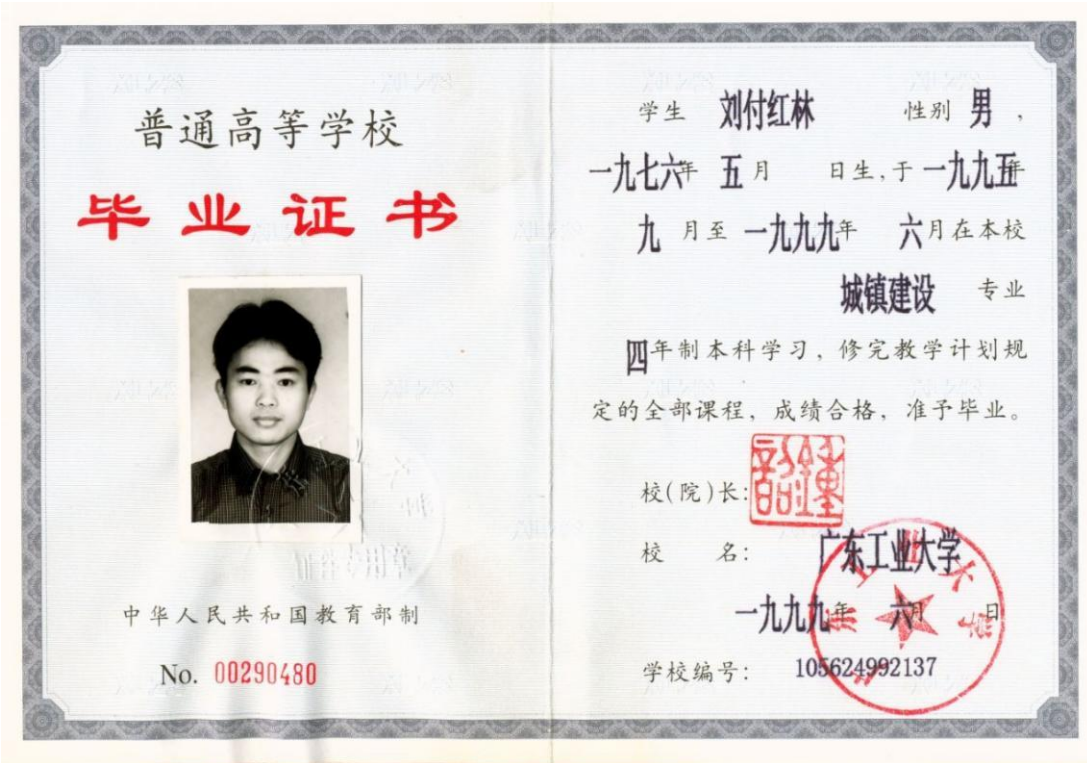 普通高等学校
毕业证书
中华人民共和国教育部制
No. 00290480
学生 刘付红林 性别 男,
一九七六年 五月 日生,于一九九五年
九月至 一九九九年 六月在本校
城镇建设 专业
四年制本科学习,修完教学计划规
定的全部课程,成绩合格,准予毕业。
校(院)长:
校 名: 广东工业大学
一九九九年 六月 日
学校编号: 105624992137